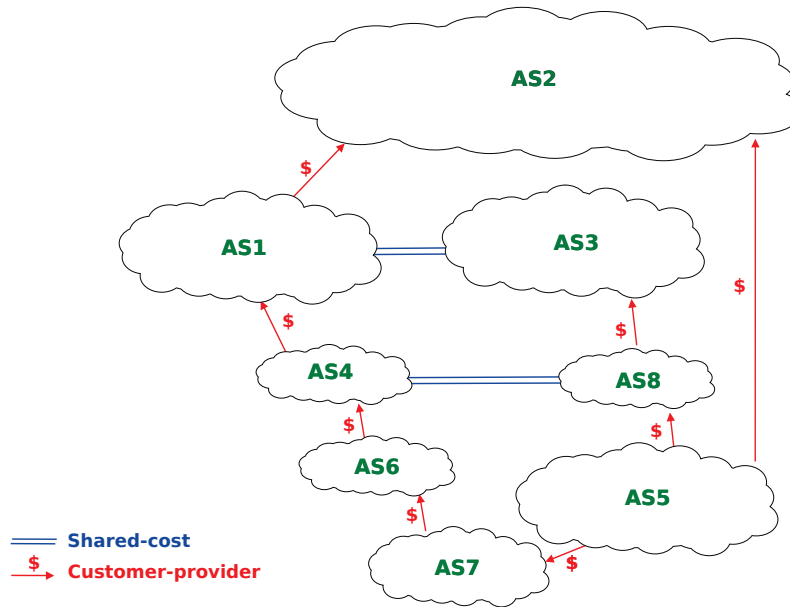 AS2
$
AS1
AS3
$
$
$
AS4
AS8
$
$
AS6
AS5
$
Shared-cost
$
Customer-provider
AS7
$